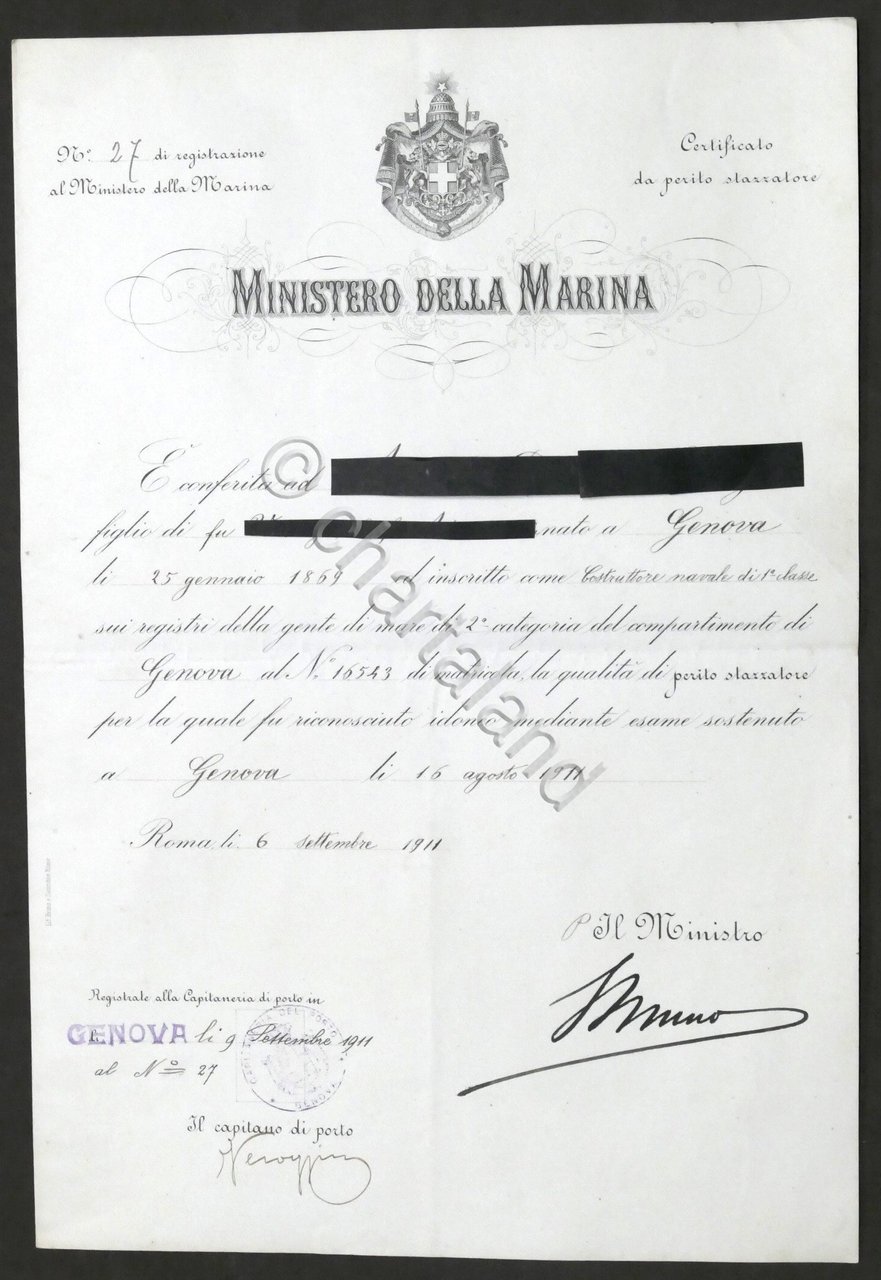 N.° 27 di registrazione
al Ministero della Marina
Certificato
da perito stazzatore
MINISTERO DELLA MARINA
È conferita ad
figlio di fu nato a Genova
li 25 gennaio 1869 ed inscritto come Costruttore navale di 1ª classe
sui registri della gente di mare di 2ª categoria del compartimento di
Genova al N.° 16543 di matricola, la qualità di perito stazzatore
per la quale fu riconosciuto idoneo mediante esame sostenuto
a Genova li 16 agosto 1911
Roma, li 6 settembre 1911
P Il Ministro
Registrate alla Capitaneria di porto in
GENOVA li 9 Settembre 1911
al N° 27
Il capitano di porto
© chartaland